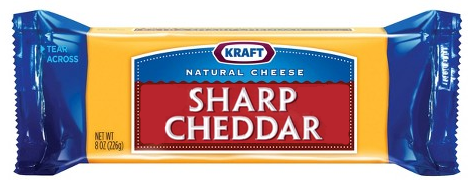 TEAR
ACROSS
KRAFT
NATURAL CHEESE
SHARP
CHEDDAR
NET WT
8 OZ (226g)